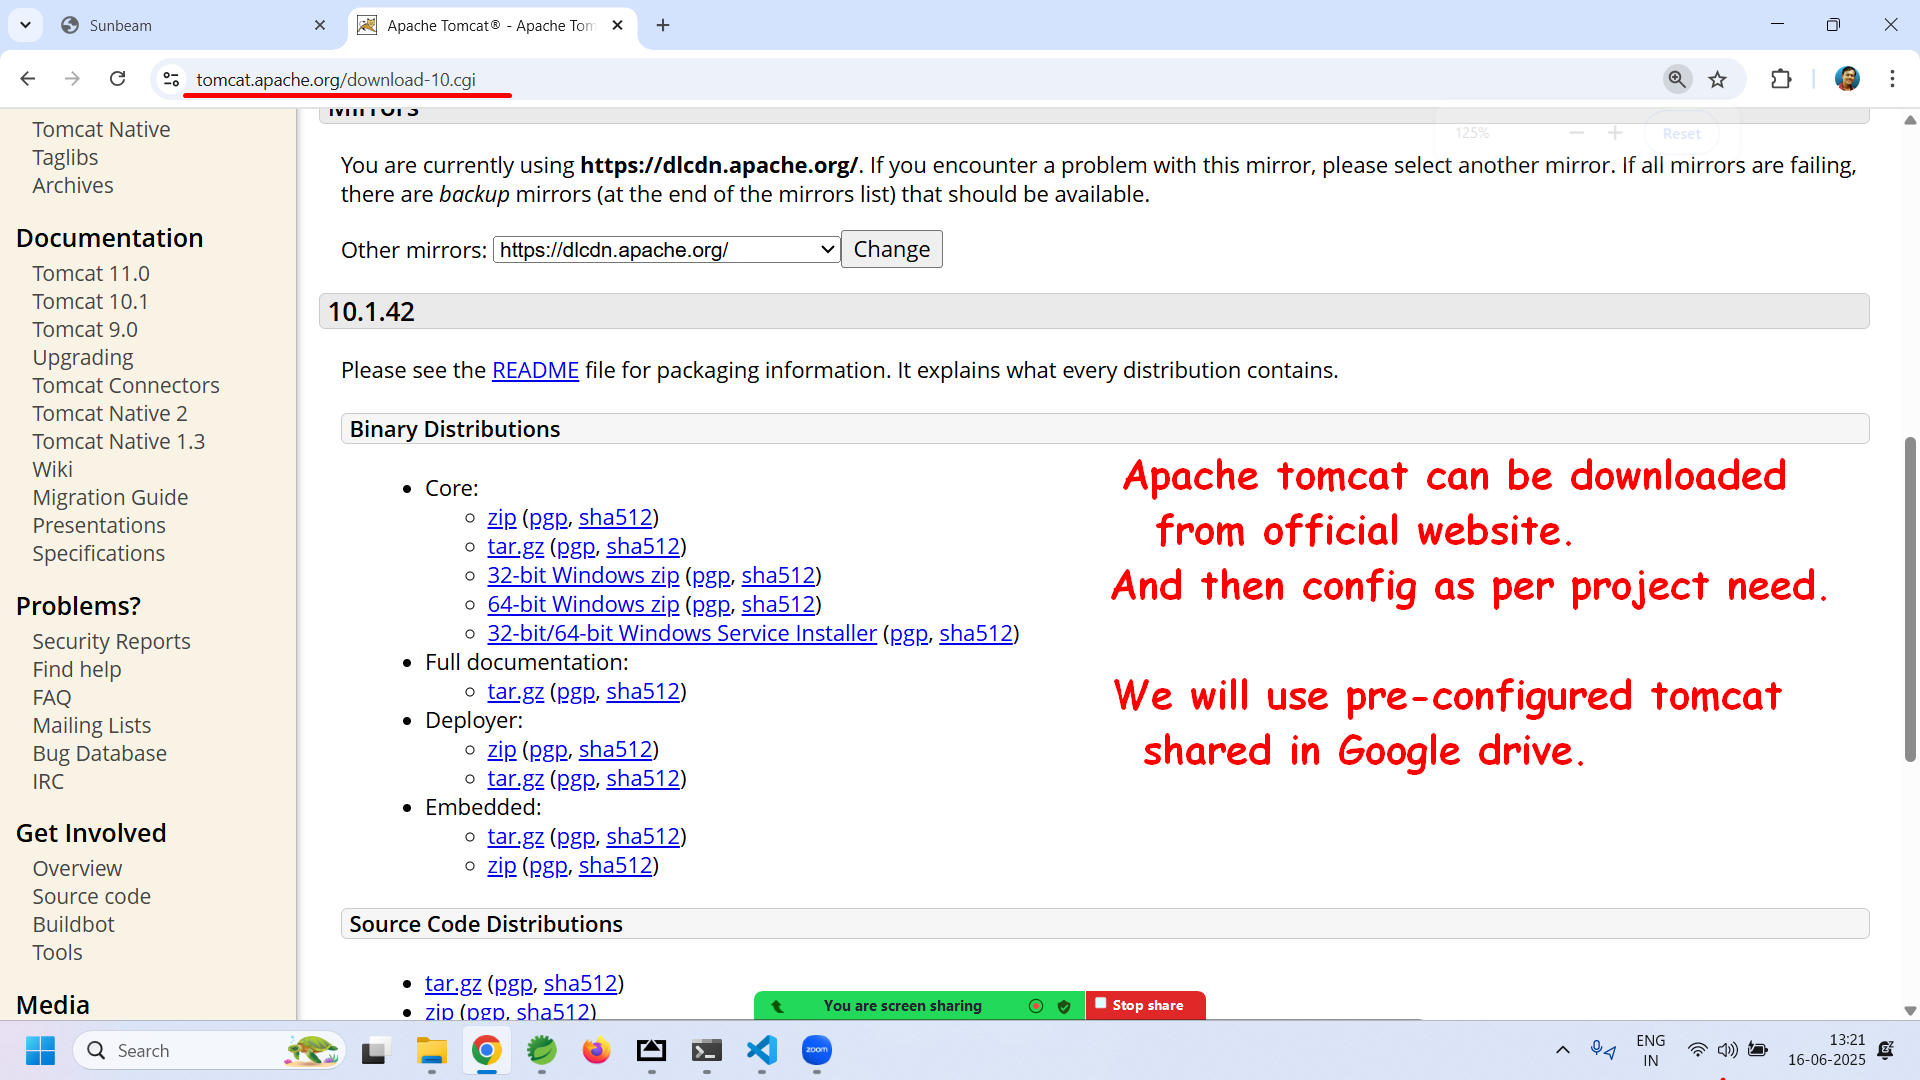 Sunbeam
Apache Tomcat® - Apache Tom
tomcat.apache.org/download-10.cgi
125%
Reset
Tomcat Native
Taglibs
Archives
Documentation
Tomcat 11.0
Tomcat 10.1
Tomcat 9.0
Upgrading
Tomcat Connectors
Tomcat Native 2
Tomcat Native 1.3
Wiki
Migration Guide
Presentations
Specifications
Problems?
Security Reports
Find help
FAQ
Mailing Lists
Bug Database
IRC
Get Involved
Overview
Source code
Buildbot
Tools
Media
Mirrors
You are currently using https://dlcdn.apache.org/. If you encounter a problem with this mirror, please select another mirror. If all mirrors are failing,
there are backup mirrors (at the end of the mirrors list) that should be available.
Other mirrors: https://dlcdn.apache.org/ Change
10.1.42
Please see the README file for packaging information. It explains what every distribution contains.
Binary Distributions
Core:
zip (pgp, sha512)
tar.gz (pgp, sha512)
32-bit Windows zip (pgp, sha512)
64-bit Windows zip (pgp, sha512)
32-bit/64-bit Windows Service Installer (pgp, sha512)
Full documentation:
tar.gz (pgp, sha512)
Deployer:
zip (pgp, sha512)
tar.gz (pgp, sha512)
Embedded:
tar.gz (pgp, sha512)
zip (pgp, sha512)
Apache tomcat can be downloaded
from official website.
And then config as per project need.
We will use pre-configured tomcat
shared in Google drive.
Source Code Distributions
tar.gz (pgp, sha512)
zip (pgp, sha512)
You are screen sharing
Stop share
Search
zoom
ENG
IN
13:21
16-06-2025